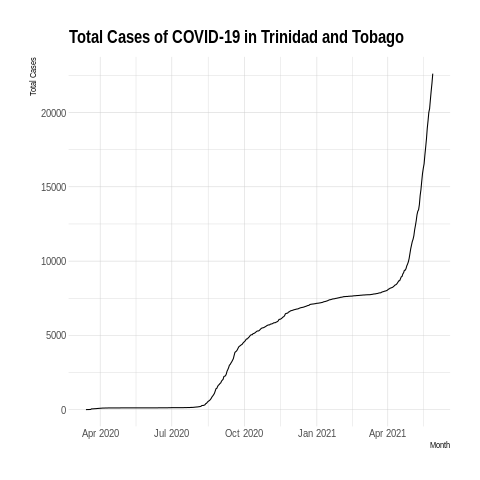 Total Cases of COVID-19 in Trinidad and Tobago
Total Cases
20000
15000
10000
5000
0
Apr 2020 Jul 2020 Oct 2020 Jan 2021 Apr 2021
Month